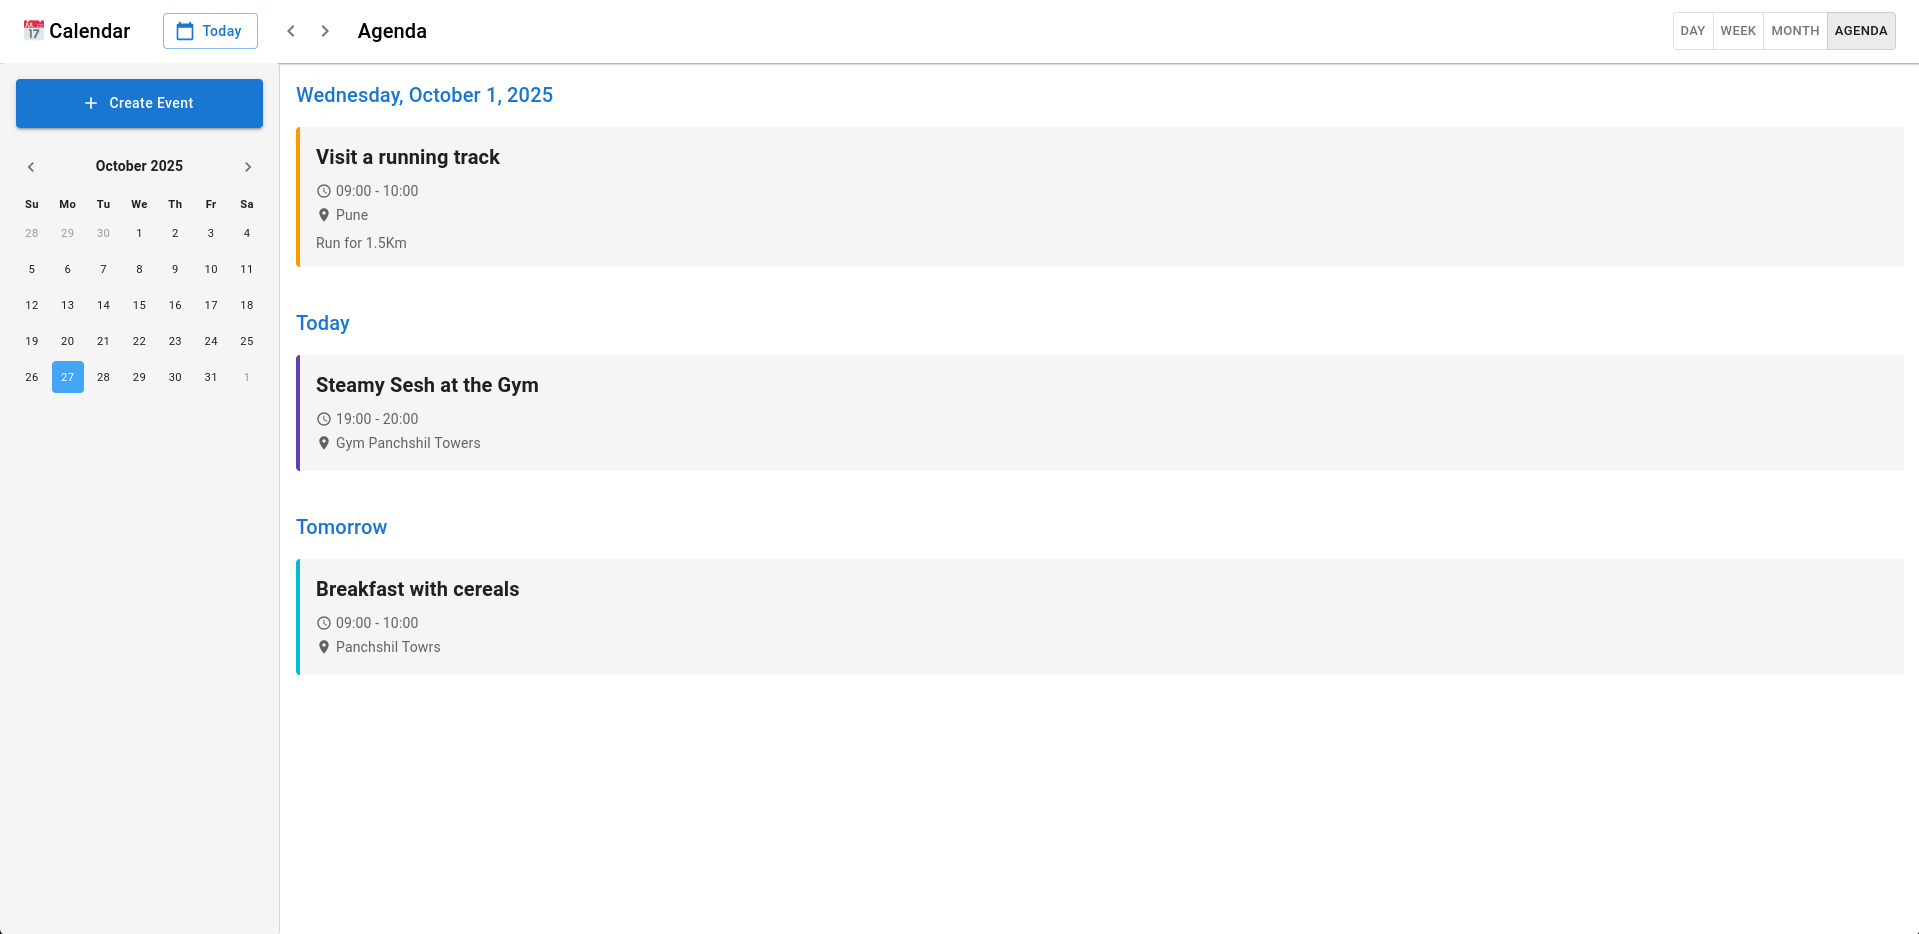 Calendar
Today
Agenda
DAY WEEK MONTH AGENDA
Create Event
October 2025
Su Mo Tu We Th Fr Sa
28 29 30 1 2 3 4
5 6 7 8 9 10 11
12 13 14 15 16 17 18
19 20 21 22 23 24 25
26 27 28 29 30 31 1
Wednesday, October 1, 2025
Visit a running track
09:00 - 10:00
Pune
Run for 1.5Km
Today
Steamy Sesh at the Gym
19:00 - 20:00
Gym Panchshil Towers
Tomorrow
Breakfast with cereals
09:00 - 10:00
Panchshil Towrs